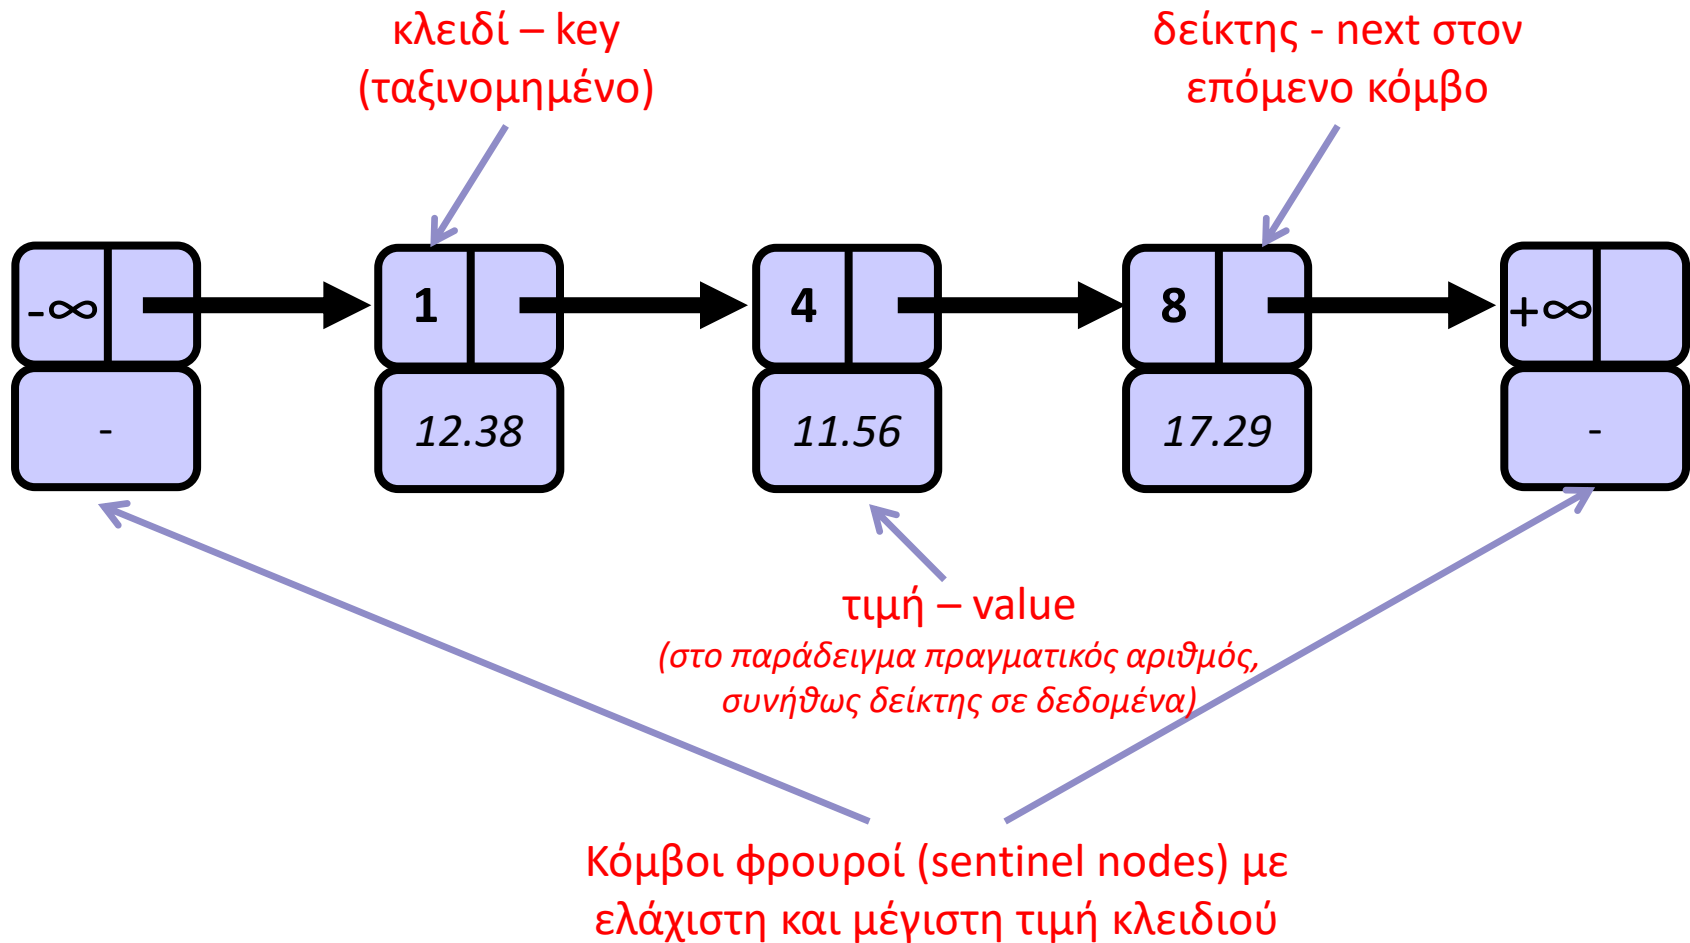 κλειδί – key
(ταξινομημένο)
δείκτης - next στον
επόμενο κόμβο
-∞
1
4
8
+∞
-
12.38
11.56
17.29
-
τιμή – value
(στο παράδειγμα πραγματικός αριθμός,
συνήθως δείκτης σε δεδομένα)
Κόμβοι φρουροί (sentinel nodes) με
ελάχιστη και μέγιστη τιμή κλειδιού